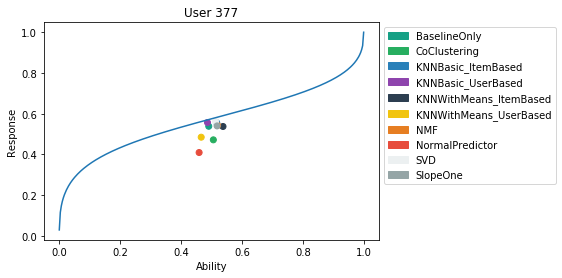 User 377
1.0
0.8
0.6
0.4
0.2
0.0
Response
0.0 0.2 0.4 0.6 0.8 1.0
Ability
BaselineOnly
CoClustering
KNNBasic_ItemBased
KNNBasic_UserBased
KNNWithMeans_ItemBased
KNNWithMeans_UserBased
NMF
NormalPredictor
SVD
SlopeOne